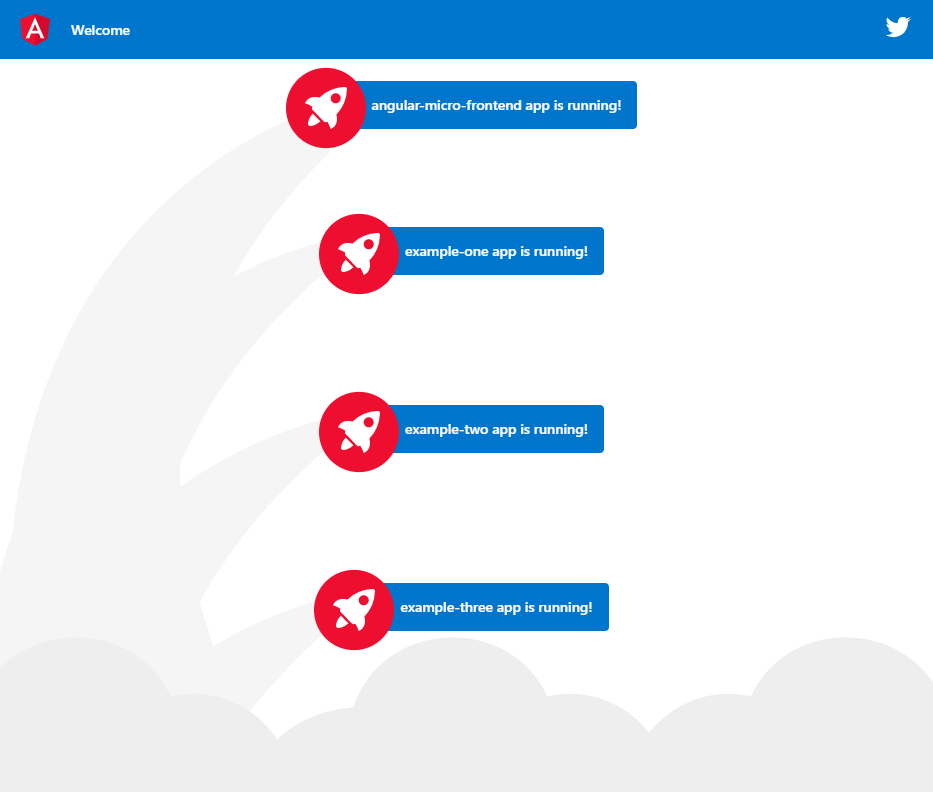 Welcome
angular-micro-frontend app is running!
example-one app is running!
example-two app is running!
example-three app is running!